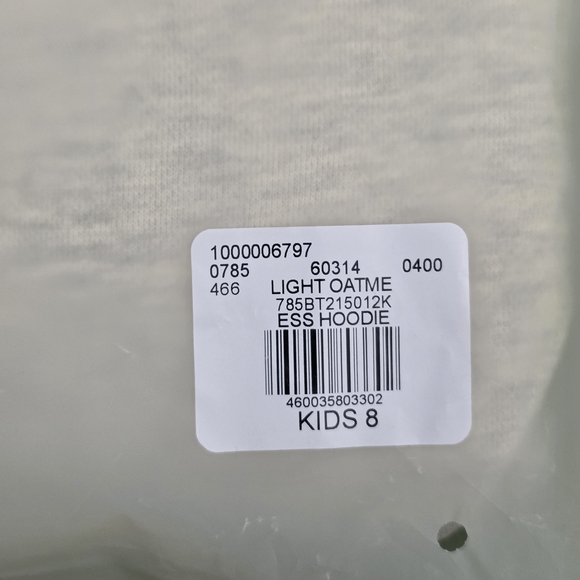 1000006797
0785 60314 0400
466 LIGHT OATME
785BT215012K
ESS HOODIE
460035803302
KIDS 8